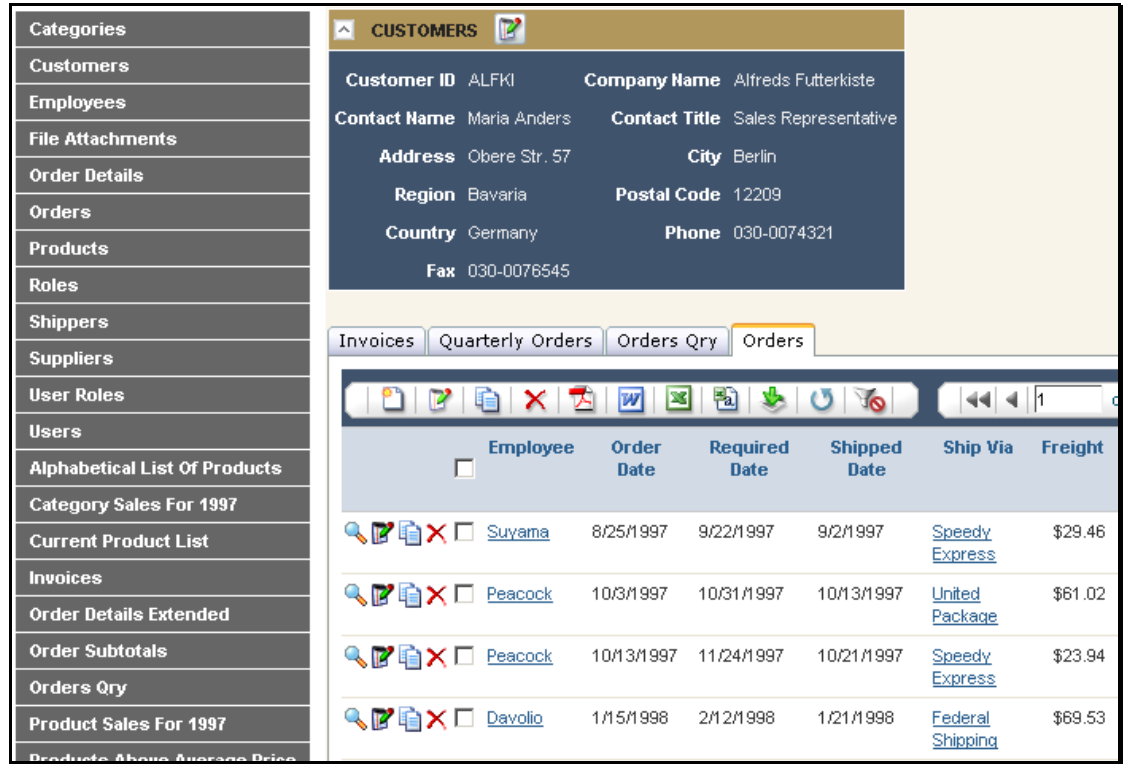 Categories
Customers
Employees
File Attachments
Order Details
Orders
Products
Roles
Shippers
Suppliers
User Roles
Users
Alphabetical List Of Products
Category Sales For 1997
Current Product List
Invoices
Order Details Extended
Order Subtotals
Orders Qry
Product Sales For 1997
Products Above Average Price
CUSTOMERS
Customer ID ALFKI Company Name Alfreds Futterkiste
Contact Name Maria Anders Contact Title Sales Representative
Address Obere Str. 57 City Berlin
Region Bavaria Postal Code 12209
Country Germany Phone 030-0074321
Fax 030-0076545
Invoices Quarterly Orders Orders Qry Orders
1
Employee Order Date Required Date Shipped Date Ship Via Freight
Suyama 8/25/1997 9/22/1997 9/2/1997 Speedy Express $29.46
Peacock 10/3/1997 10/31/1997 10/13/1997 United Package $61.02
Peacock 10/13/1997 11/24/1997 10/21/1997 Speedy Express $23.94
Davolio 1/15/1998 2/12/1998 1/21/1998 Federal Shipping $69.53